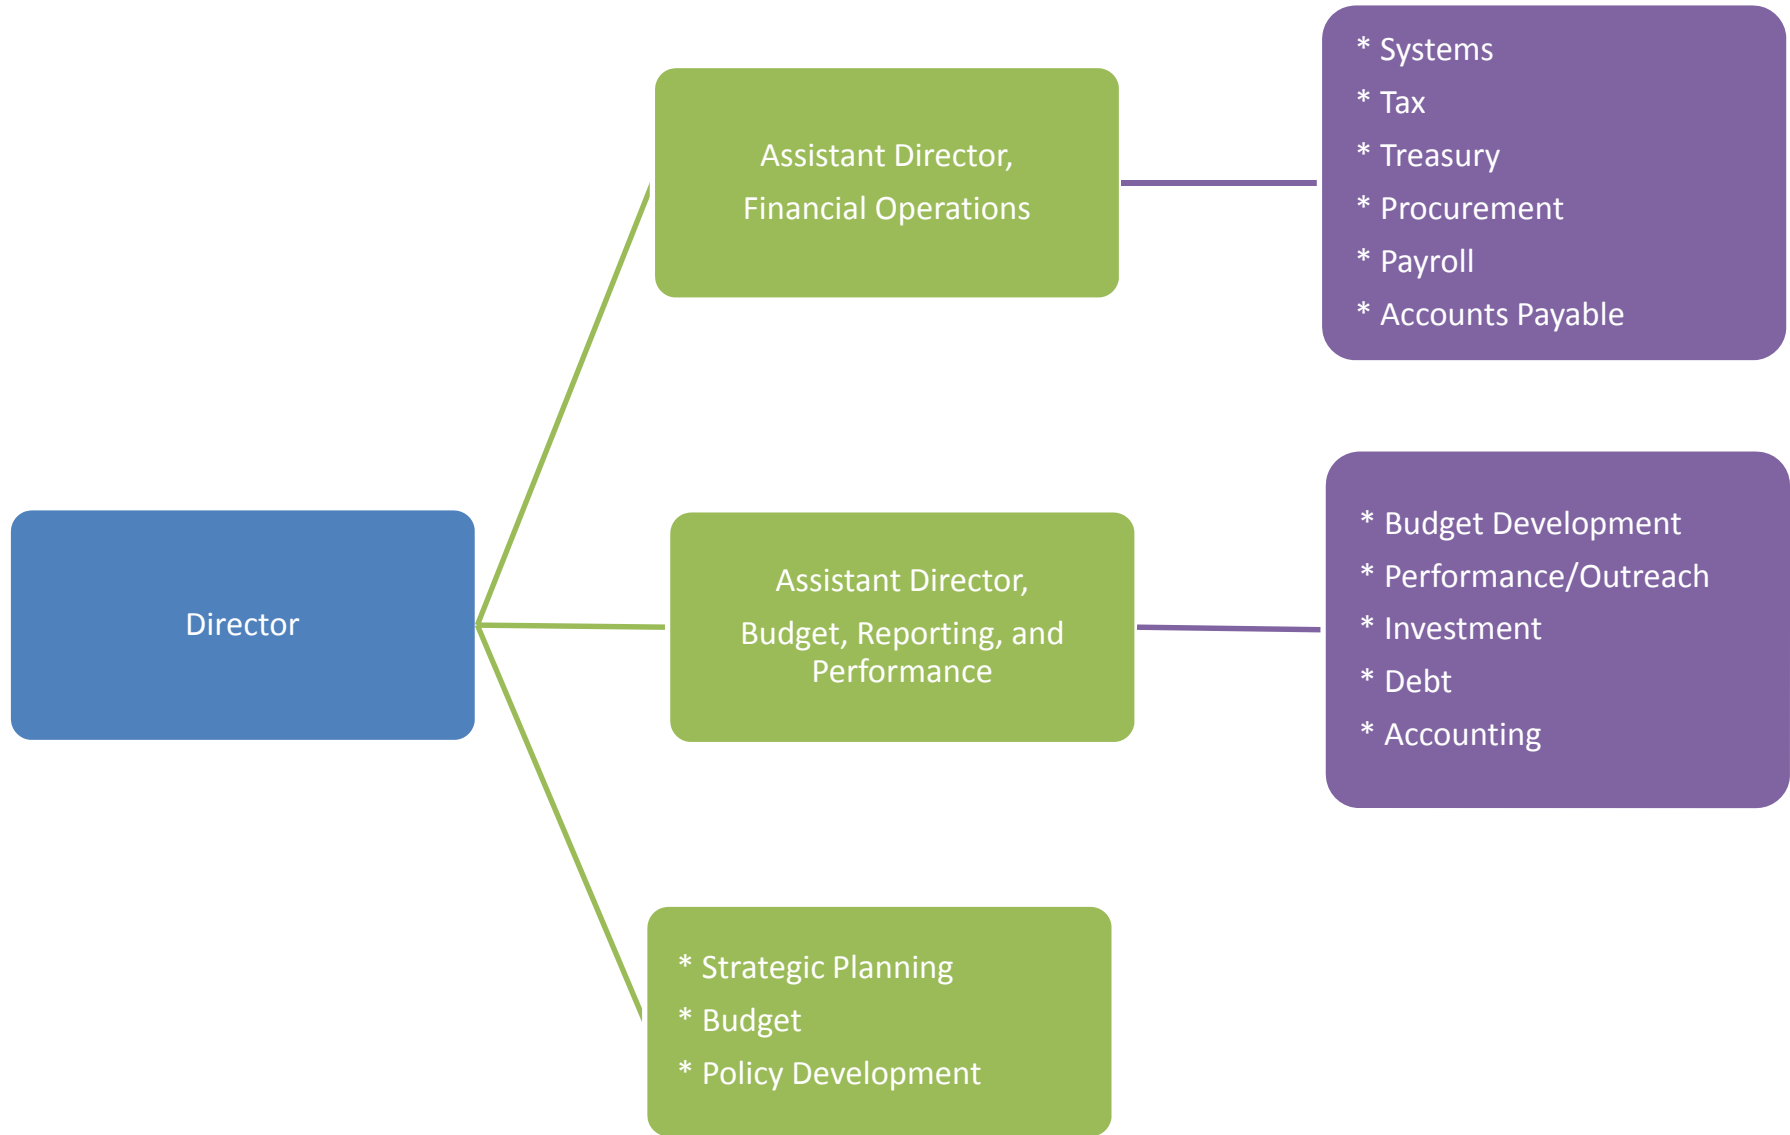 Director
Assistant Director,
Financial Operations
* Systems
* Tax
* Treasury
* Procurement
* Payroll
* Accounts Payable
Assistant Director,
Budget, Reporting, and
Performance
* Budget Development
* Performance/Outreach
* Investment
* Debt
* Accounting
* Strategic Planning
* Budget
* Policy Development